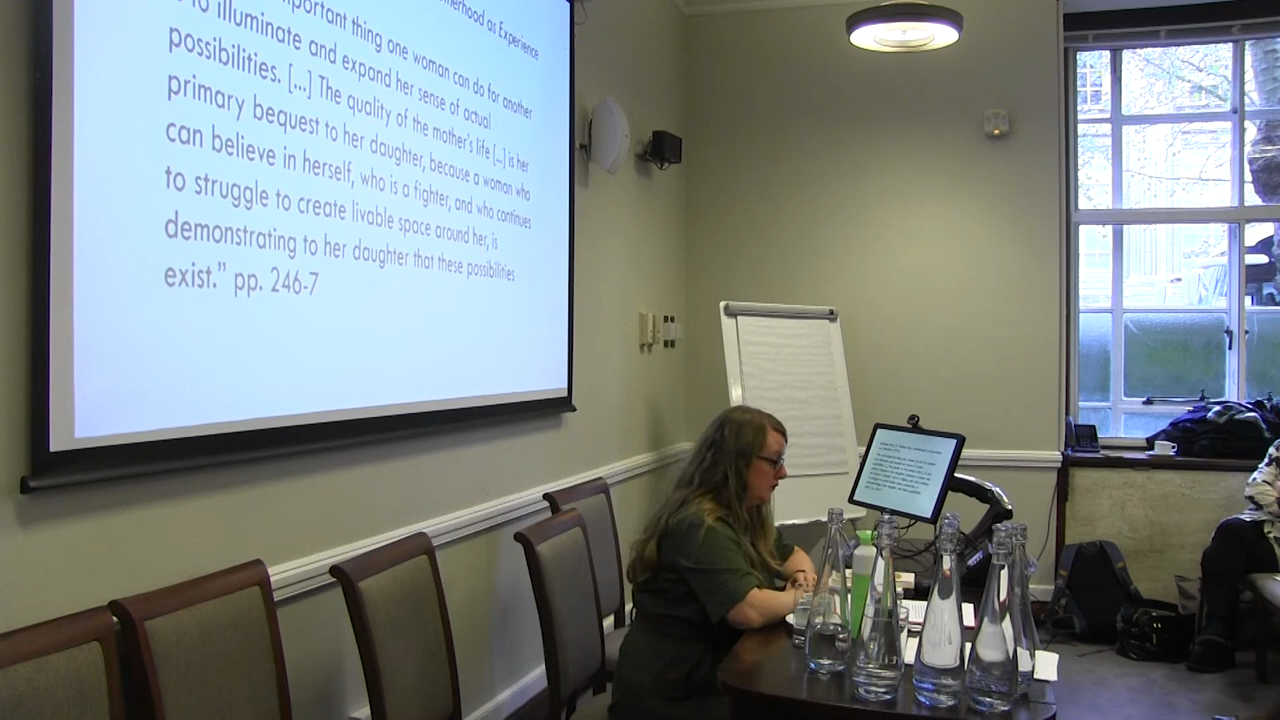 therhood as Experience
portant thing one woman can do for another
to illuminate and expand her sense of actual
possibilities. [...] The quality of the mother's life [...] is her
primary bequest to her daughter, because a woman who
can believe in herself, who is a fighter, and who continues
to struggle to create livable space around her, is
demonstrating to her daughter that these possibilities
exist." pp. 246-7